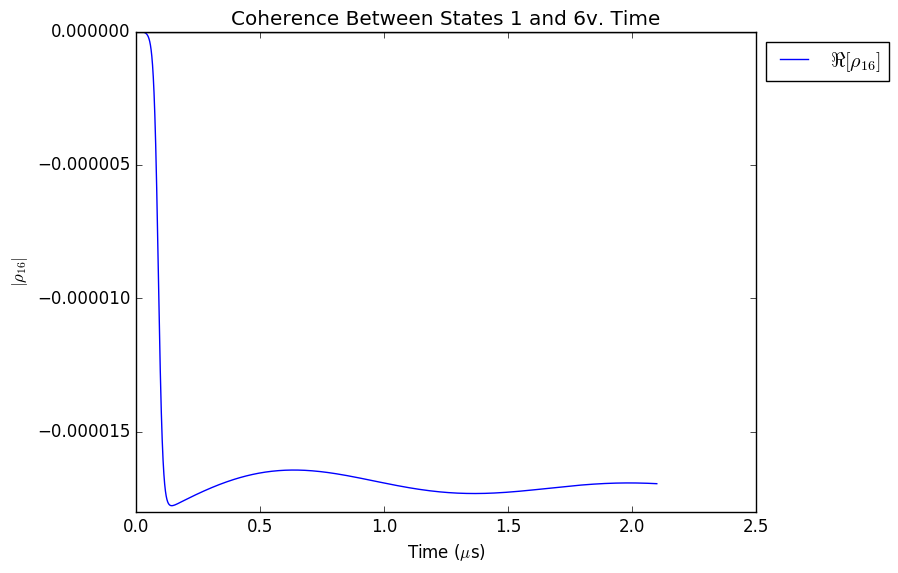 Coherence Between States 1 and 6v. Time
0.000000
−0.000005
−0.000010
−0.000015
|ρ₁₆|
ℜ[ρ₁₆]
0.0 0.5 1.0 1.5 2.0 2.5
Time (μs)